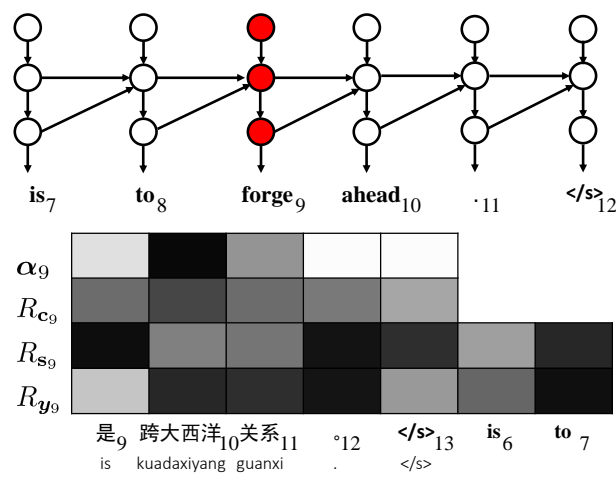 is7 to8 forge9 ahead10 .11 </s>12
α9
Rc9
Rs9
Ry9
是9 跨大西洋10 关系11 。12 </s>13 is6 to7
is kuadaxiyang guanxi . </s>